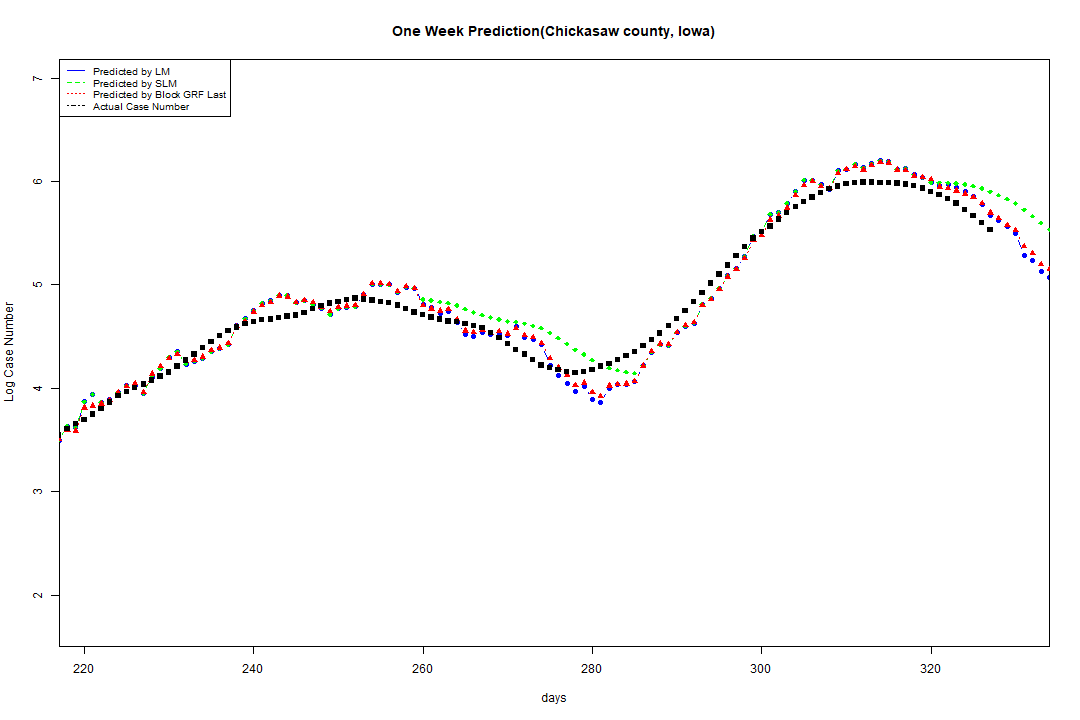 One Week Prediction(Chickasaw county, Iowa)
Predicted by LM
Predicted by SLM
Predicted by Block GRF Last
Actual Case Number
7
6
5
4
3
2
Log Case Number
220 240 260 280 300 320
days